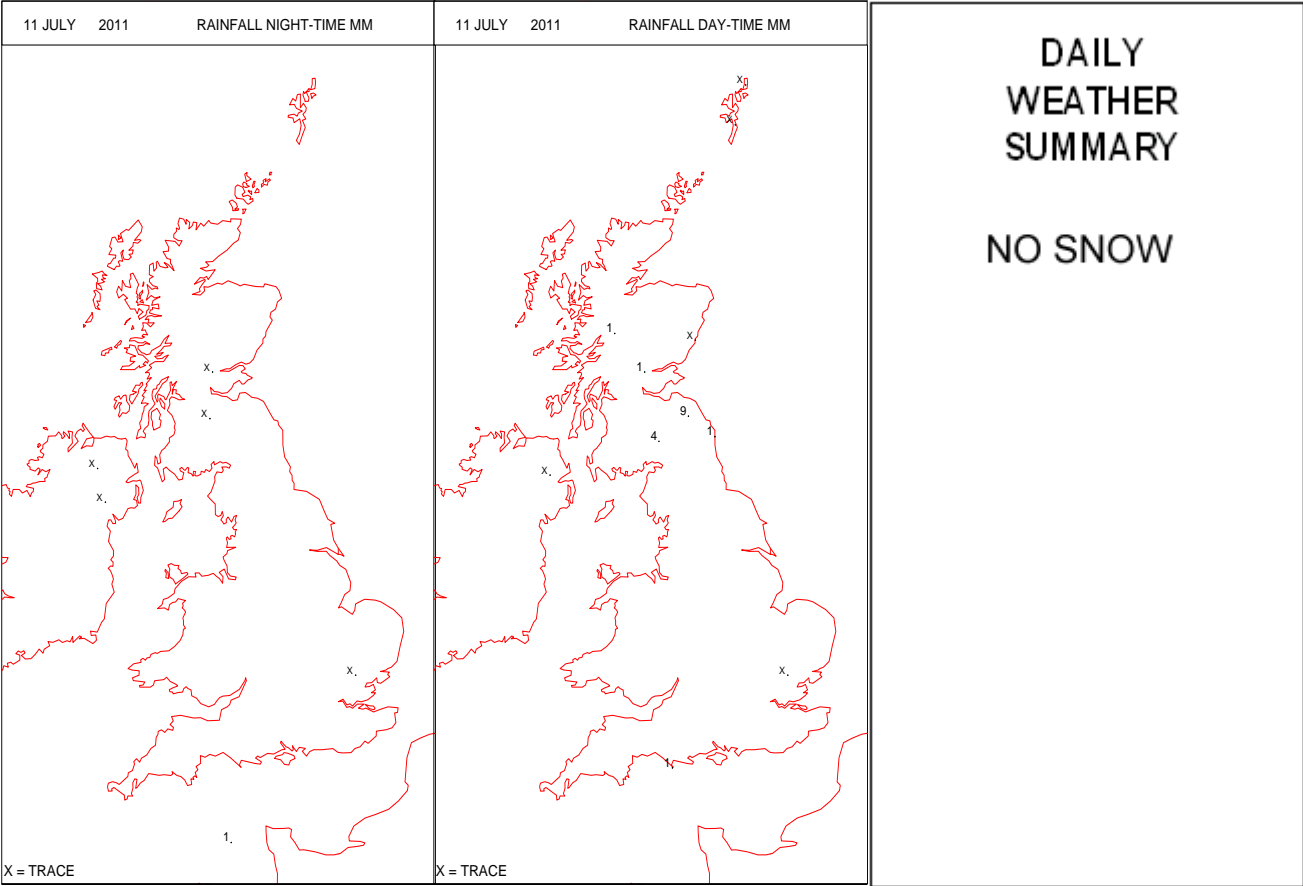 11 JULY 2011 RAINFALL NIGHT-TIME MM
X.
X.
X.
X.
X.
1.
X = TRACE
11 JULY 2011 RAINFALL DAY-TIME MM
X
X.
1.
X.
1.
9.
1.
4.
X.
X.
1.
X = TRACE
DAILY
WEATHER
SUMMARY
NO SNOW